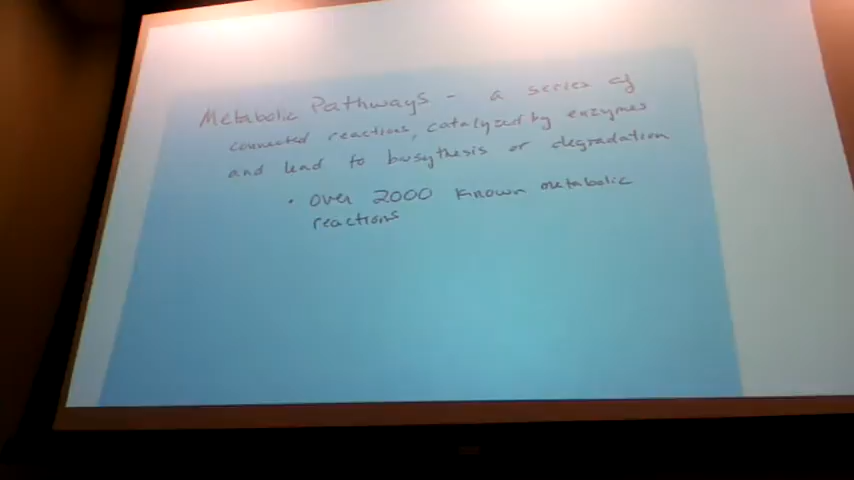 Metabolic Pathways - a series of
connected reactions, catalyzed by enzymes
and lead to biosythesis or degradation
• over 2000 known metabolic
reactions